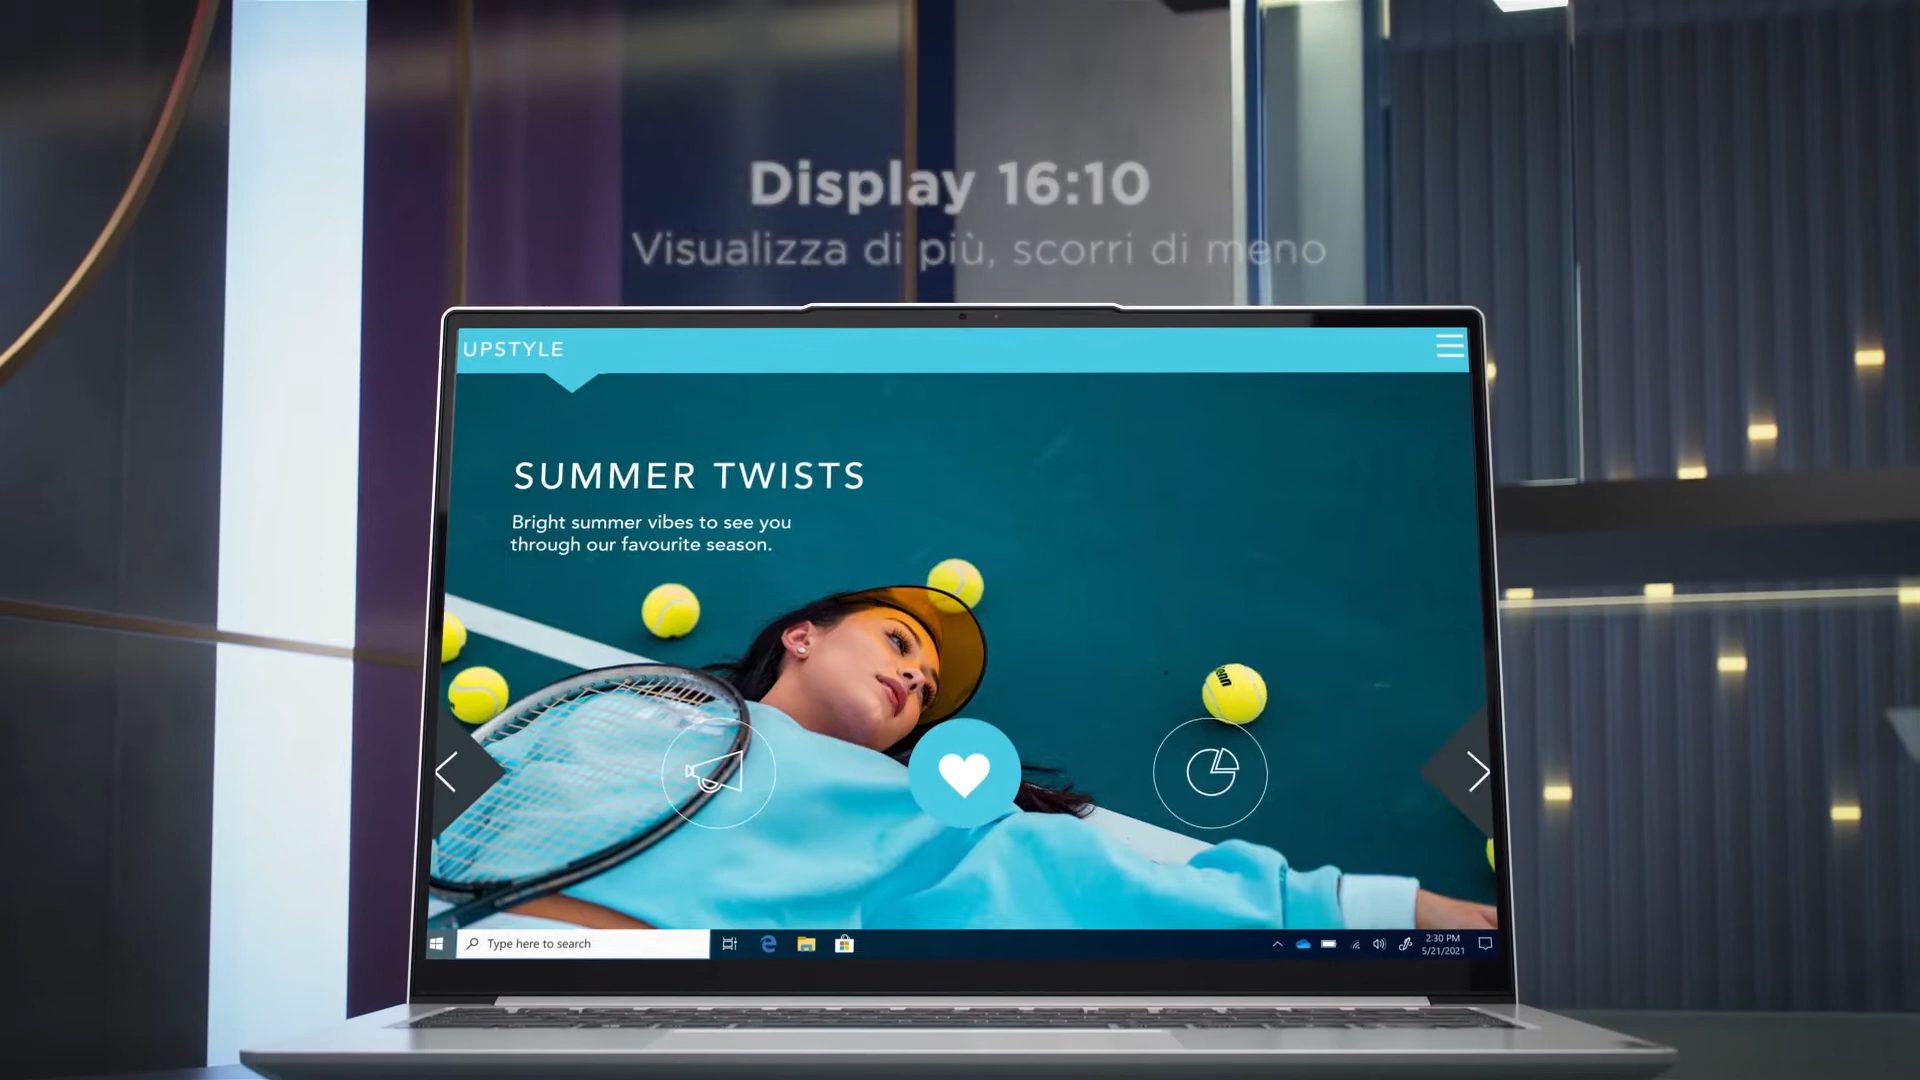 Display 16:10
Visualizza di più, scorri di meno
UPSTYLE
SUMMER TWISTS
Bright summer vibes to see you
through our favourite season.
Type here to search
2:30 PM
5/21/2021